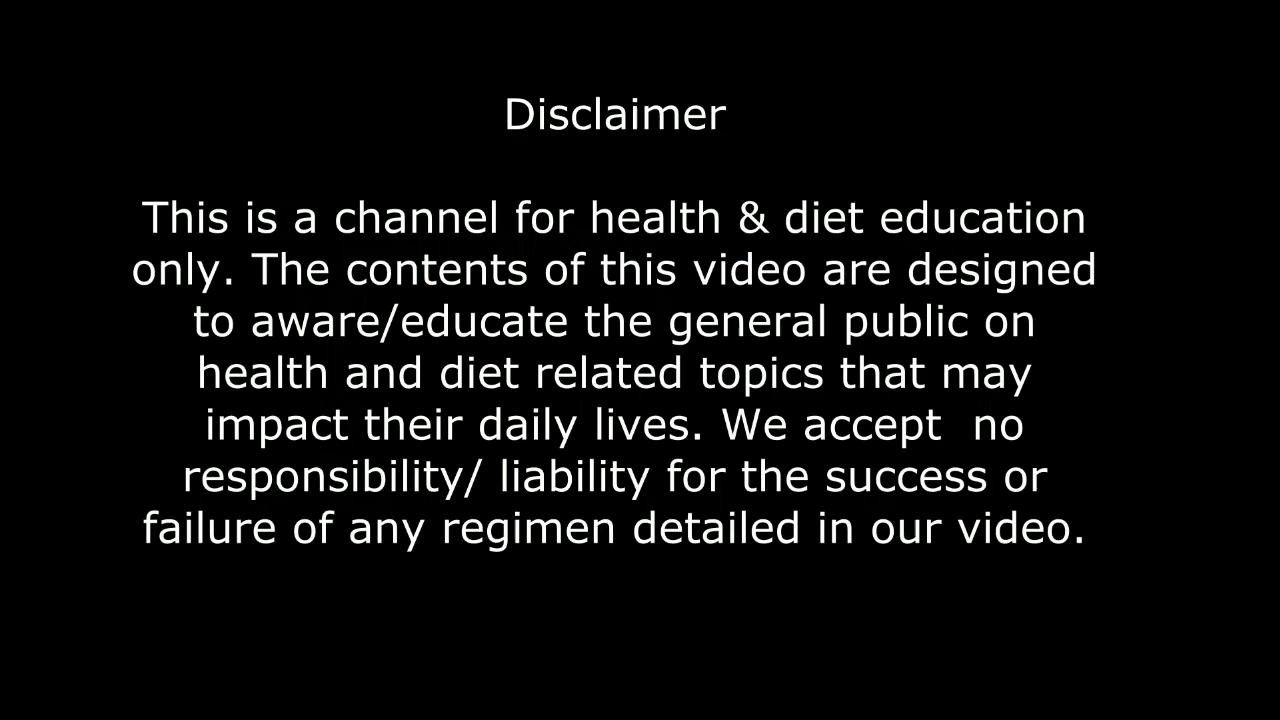 Disclaimer
This is a channel for health & diet education
only. The contents of this video are designed
to aware/educate the general public on
health and diet related topics that may
impact their daily lives. We accept  no
responsibility/ liability for the success or
failure of any regimen detailed in our video.